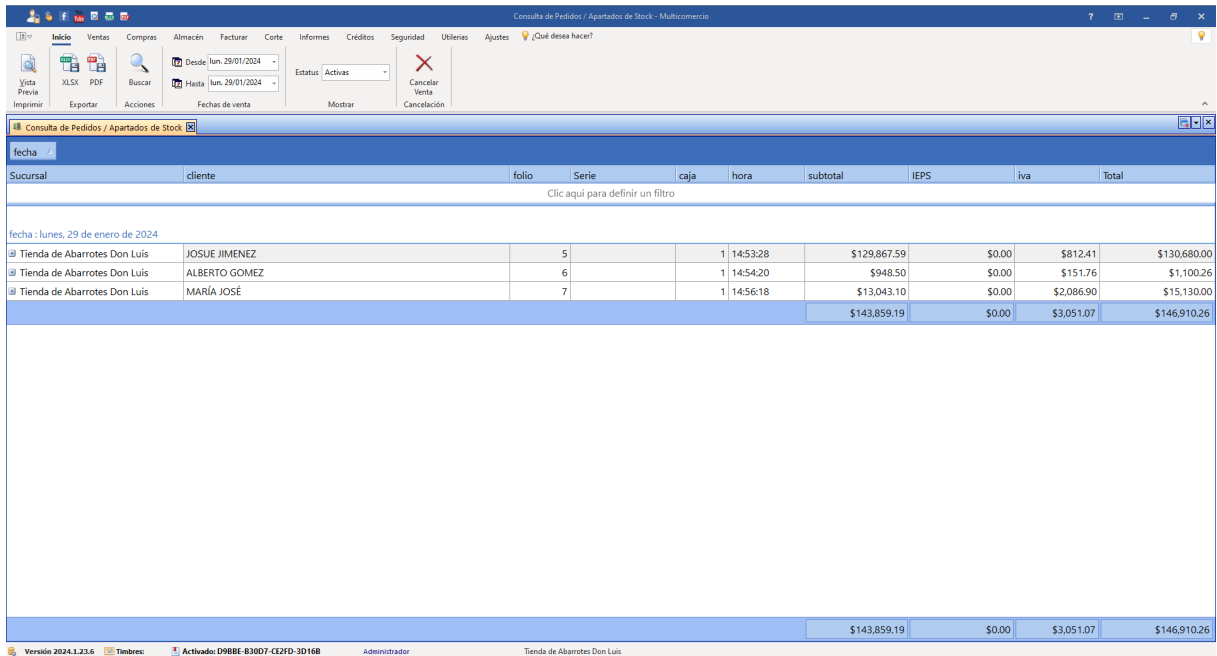 Consulta de Pedidos / Apartados de Stock - Multicomercio
Inicio Ventas Compras Almacén Facturar Corte Informes Créditos Seguridad Utilerias Ajustes ¿Qué desea hacer?
Vista Previa XLSX PDF Buscar Desde lun. 29/01/2024 Hasta lun. 29/01/2024 Estatus Activas Cancelar Venta
Imprimir Exportar Acciones Fechas de venta Mostrar Cancelación
Consulta de Pedidos / Apartados de Stock
fecha
Sucursal cliente folio Serie caja hora subtotal IEPS iva Total
Clic aqui para definir un filtro
fecha : lunes, 29 de enero de 2024
Tienda de Abarrotes Don Luis JOSUE JIMENEZ 5 1 14:53:28 $129,867.59 $0.00 $812.41 $130,680.00
Tienda de Abarrotes Don Luis ALBERTO GOMEZ 6 1 14:54:20 $948.50 $0.00 $151.76 $1,100.26
Tienda de Abarrotes Don Luis MARÍA JOSÉ 7 1 14:56:18 $13,043.10 $0.00 $2,086.90 $15,130.00
$143,859.19 $0.00 $3,051.07 $146,910.26
$143,859.19 $0.00 $3,051.07 $146,910.26
Versión 2024.1.23.6 Timbres: Activado: D9BBE-B30D7-CE2FD-3D16B Administrador Tienda de Abarrotes Don Luis